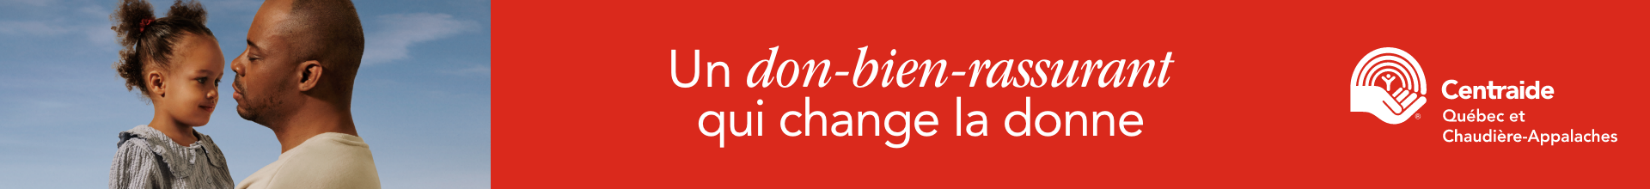 Un don-bien-rassurant
qui change la donne
Centraide
Québec et
Chaudière-Appalaches